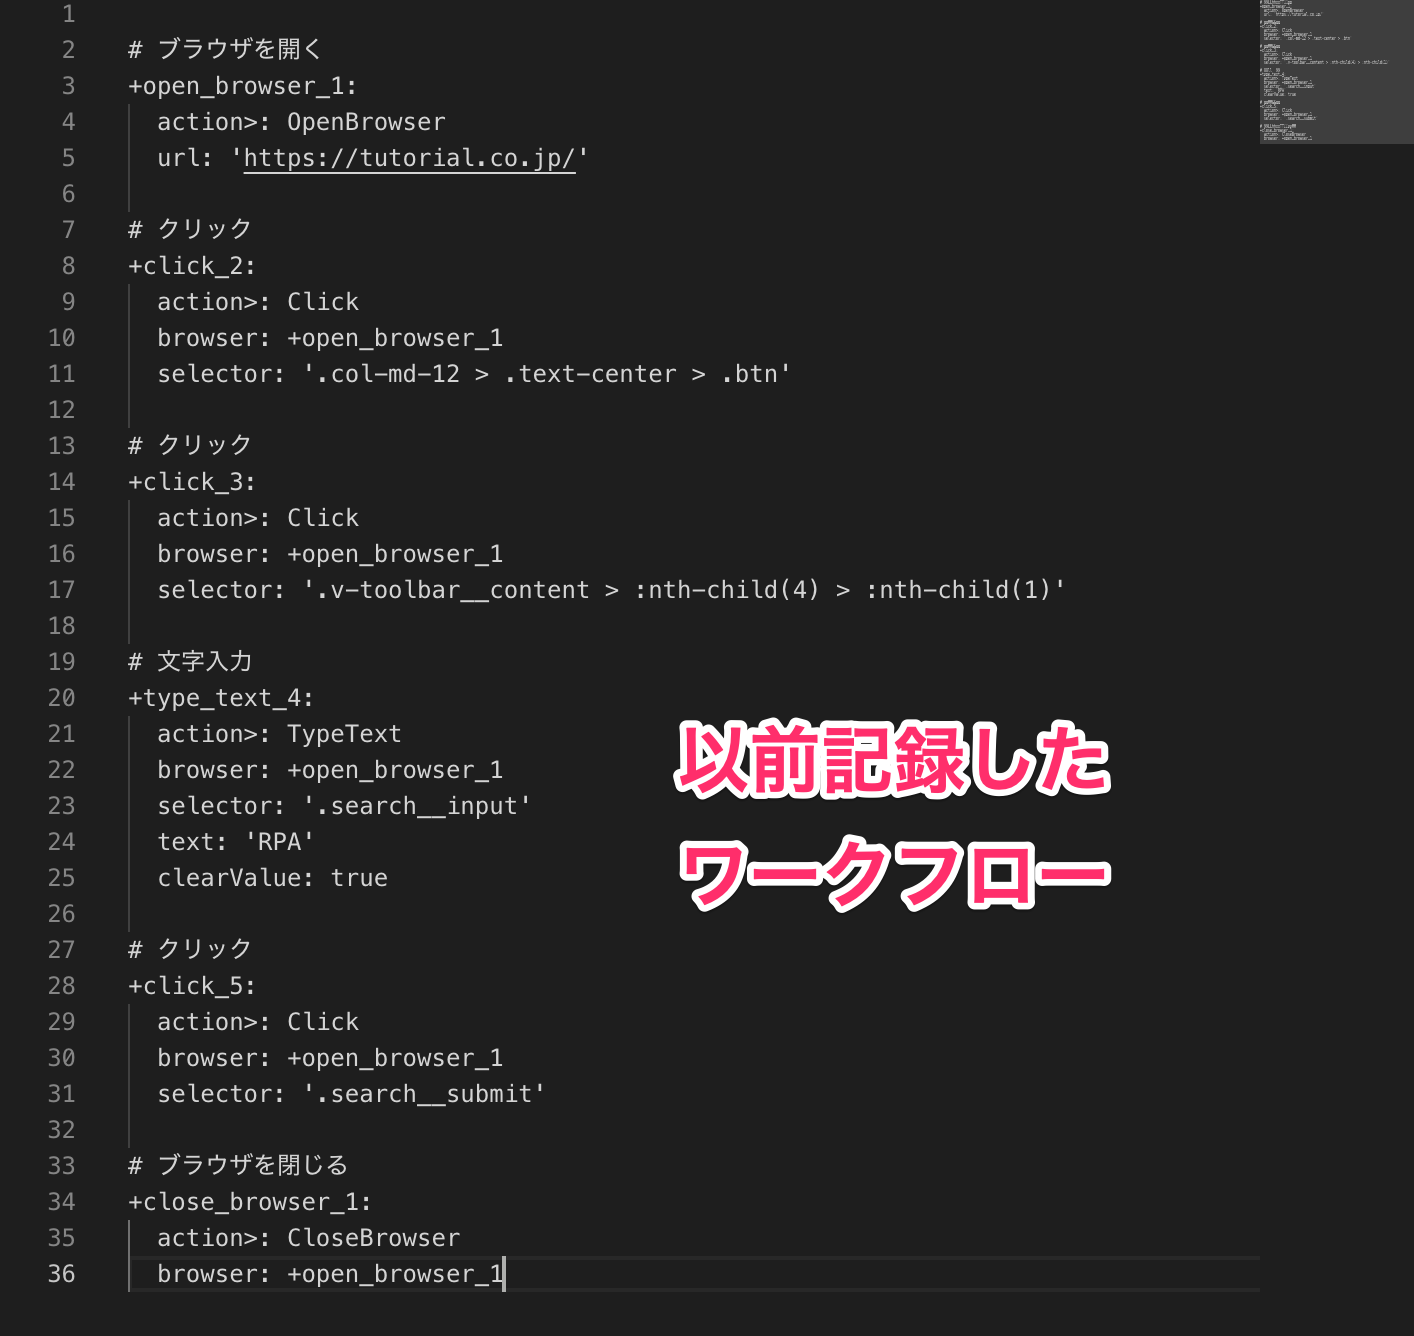 1
2 # ブラウザを開く
3 +open_browser_1:
4 action>: OpenBrowser
5 url: 'https://tutorial.co.jp/'
6
7 # クリック
8 +click_2:
9 action>: Click
10 browser: +open_browser_1
11 selector: '.col-md-12 > .text-center > .btn'
12
13 # クリック
14 +click_3:
15 action>: Click
16 browser: +open_browser_1
17 selector: '.v-toolbar__content > :nth-child(4) > :nth-child(1)'
18
19 # 文字入力
20 +type_text_4:
21 action>: TypeText
22 browser: +open_browser_1
23 selector: '.search__input'
24 text: 'RPA'
25 clearValue: true
26
27 # クリック
28 +click_5:
29 action>: Click
30 browser: +open_browser_1
31 selector: '.search__submit'
32
33 # ブラウザを閉じる
34 +close_browser_1:
35 action>: CloseBrowser
36 browser: +open_browser_1
以前記録した
ワークフロー